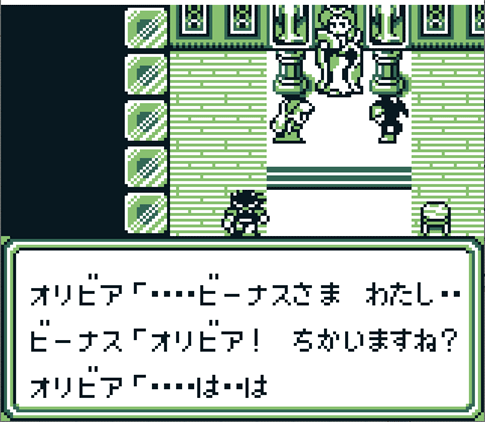 オリビア「‥‥ビーナスさま　わたし‥
ビーナス「オリビア！　ちかいますね？
オリビア「‥‥は‥は